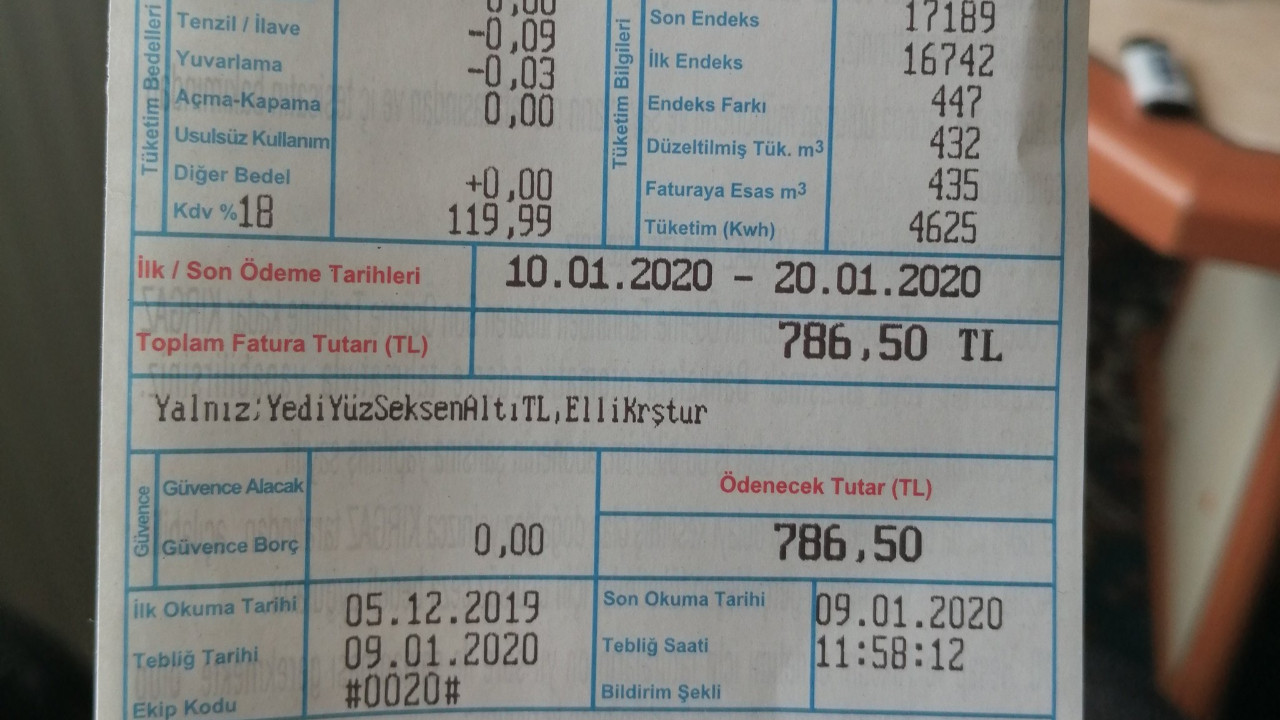 Tüketim Bedelleri
0,00
Tenzil / İlave -0,09
Yuvarlama -0,03
Açma-Kapama 0,00
Usulsüz Kullanım
Diğer Bedel +0,00
Kdv %18 119,99
Tüketim Bilgileri
Son Endeks 17189
İlk Endeks 16742
Endeks Farkı 447
Düzeltilmiş Tük. m3 432
Faturaya Esas m3 435
Tüketim (Kwh) 4625
İlk / Son Ödeme Tarihleri 10.01.2020 - 20.01.2020
Toplam Fatura Tutarı (TL) 786,50 TL
Yalnız;YediYüzSeksenAltıTL,ElliKrştur
Güvence
Güvence Alacak
Güvence Borç 0,00
Ödenecek Tutar (TL)
786,50
İlk Okuma Tarihi 05.12.2019 Son Okuma Tarihi 09.01.2020
Tebliğ Tarihi 09.01.2020 Tebliğ Saati 11:58:12
Ekip Kodu #0020# Bildirim Şekli